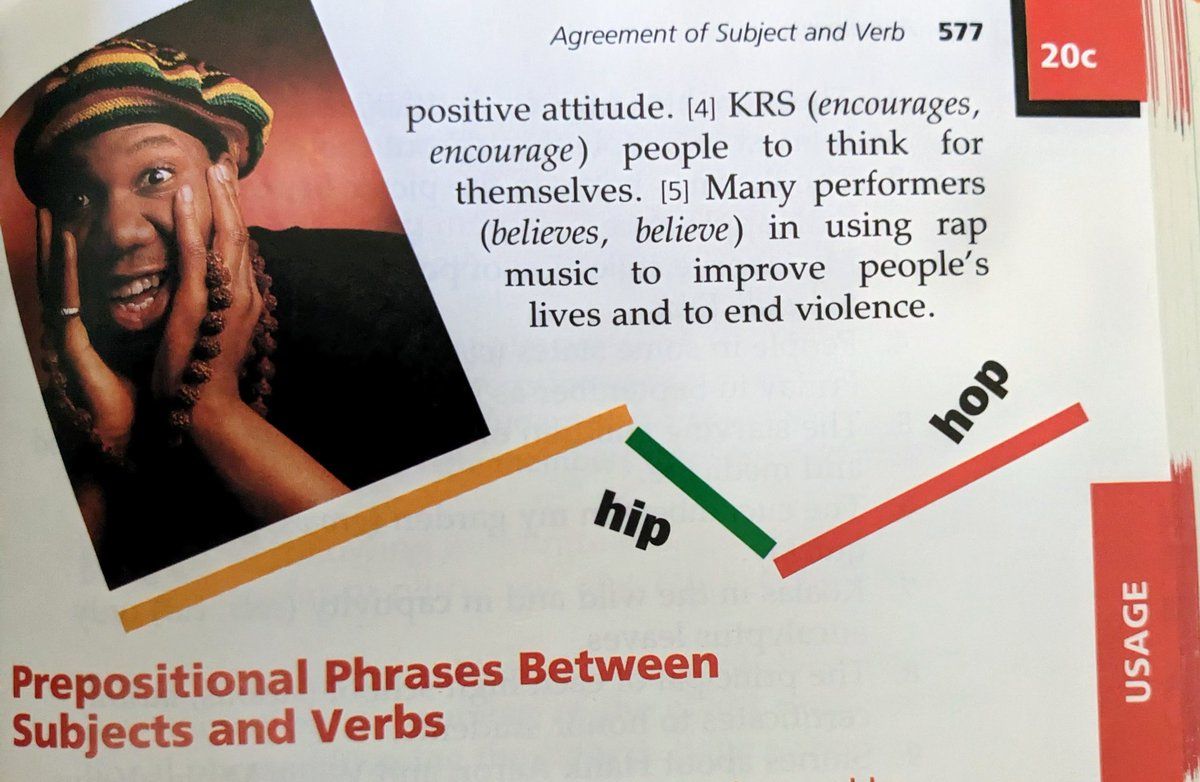 Agreement of Subject and Verb 577
20c
positive attitude. [4] KRS (encourages,
encourage) people to think for
themselves. [5] Many performers
(believes, believe) in using rap
music to improve people's
lives and to end violence.
hip
hop
USAGE
Prepositional Phrases Between
Subjects and Verbs